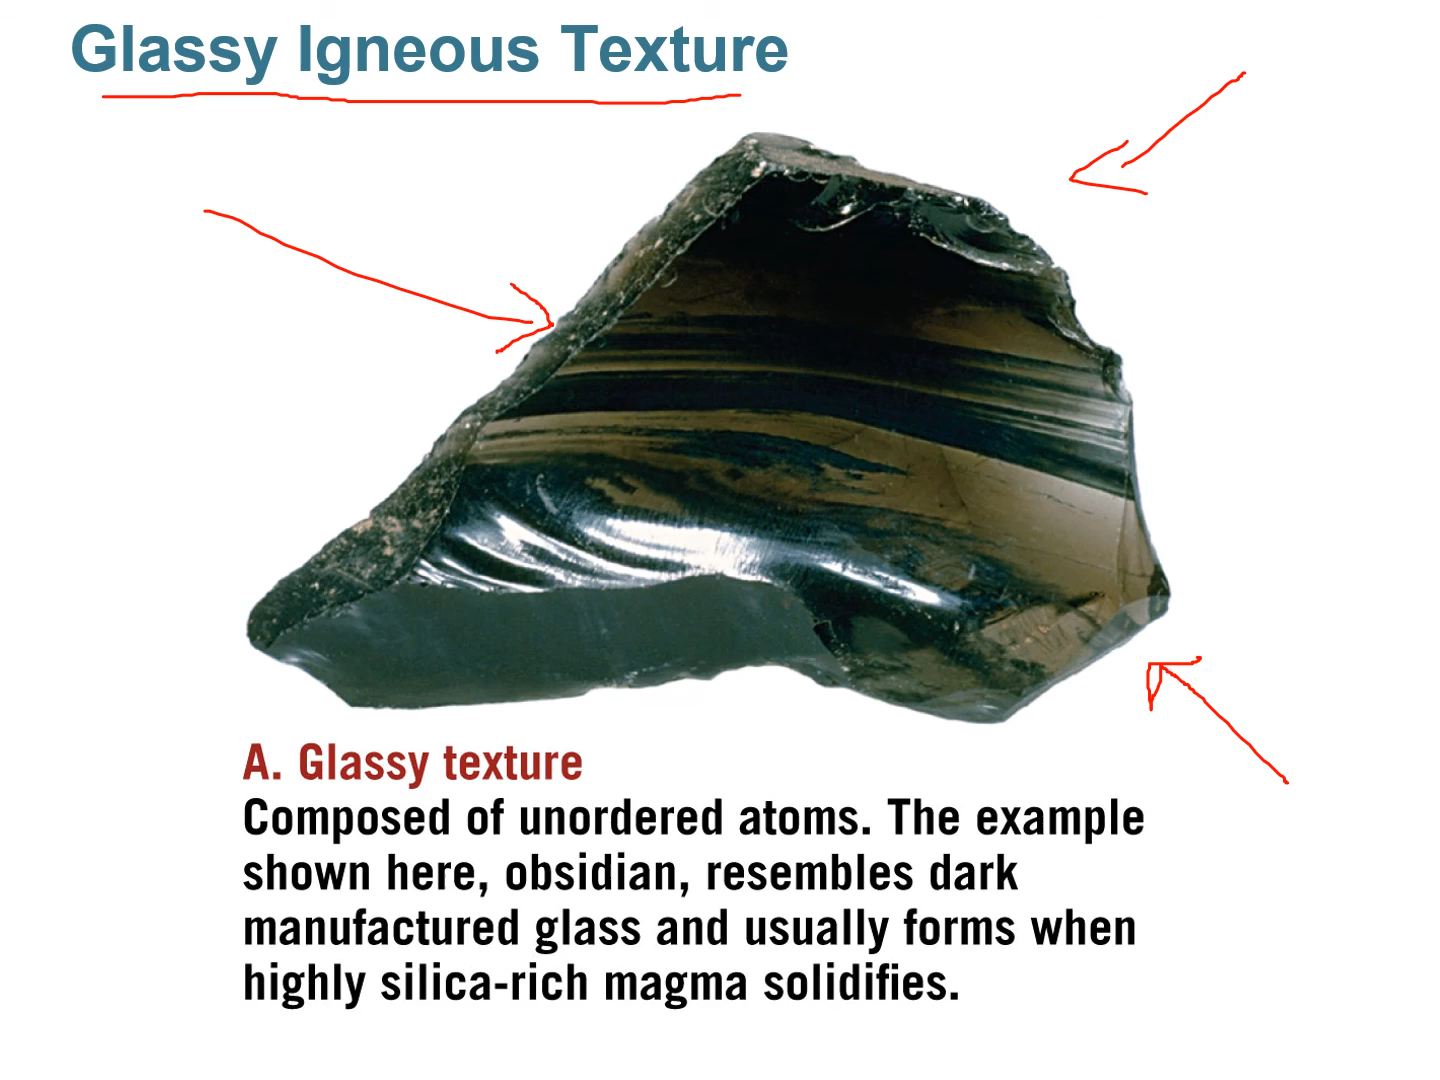 Glassy Igneous Texture
A. Glassy texture
Composed of unordered atoms. The example
shown here, obsidian, resembles dark
manufactured glass and usually forms when
highly silica-rich magma solidifies.